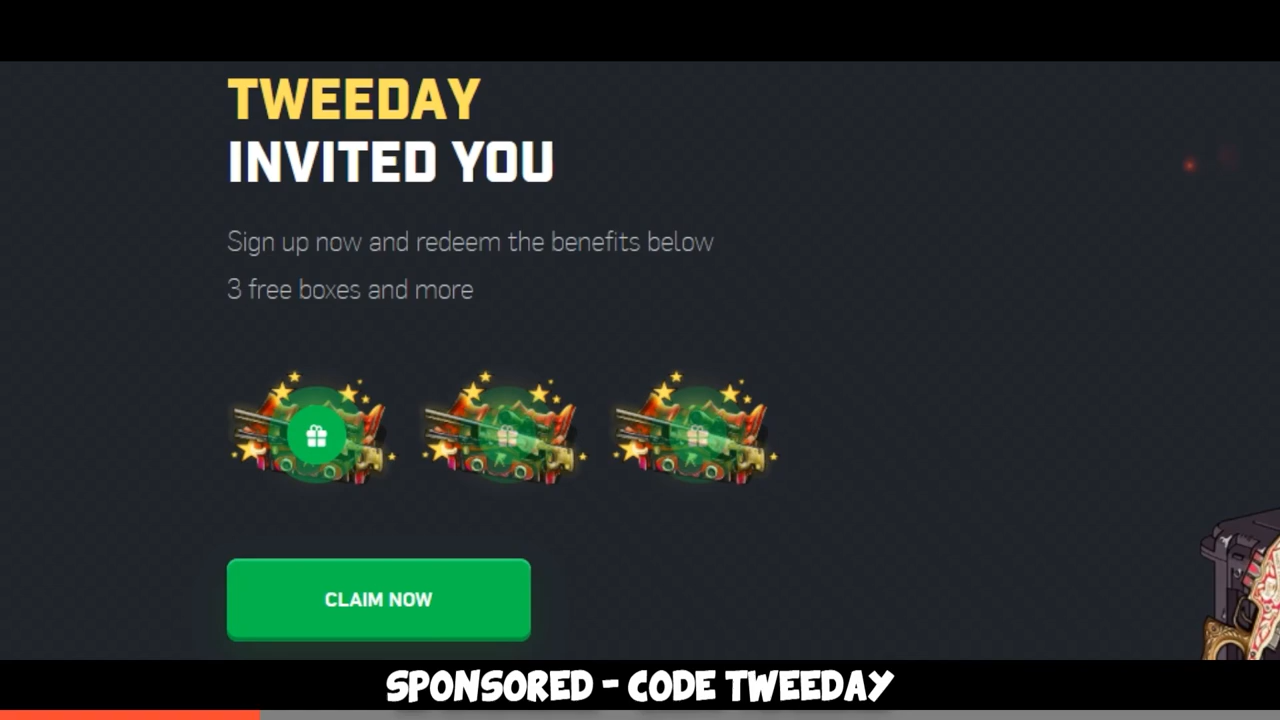 TWEEDAY
INVITED YOU
Sign up now and redeem the benefits below
3 free boxes and more
CLAIM NOW
SPONSORED - CODE TWEEDAY